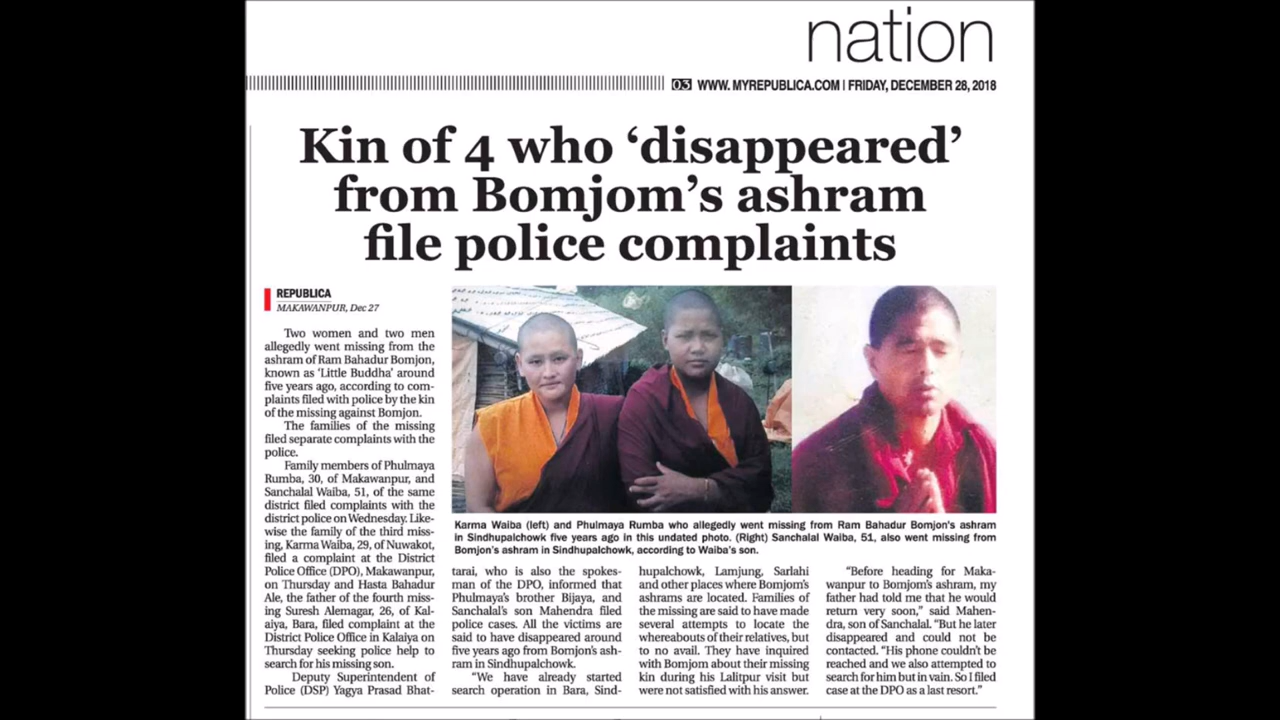 nation
03 WWW. MYREPUBLICA.COM | FRIDAY, DECEMBER 28, 2018
Kin of 4 who ‘disappeared’
from Bomjom’s ashram
file police complaints
REPUBLICA
MAKAWANPUR, Dec 27
Two women and two men
allegedly went missing from the
ashram of Ram Bahadur Bomjon,
known as ‘Little Buddha’ around
five years ago, according to com-
plaints filed with police by the kin
of the missing against Bomjon.
The families of the missing
filed separate complaints with the
police.
Family members of Phulmaya
Rumba, 30, of Makawanpur, and
Sanchalal Waiba, 51, of the same
district filed complaints with the
district police on Wednesday. Like-
wise the family of the third miss-
ing, Karma Waiba, 29, of Nuwakot,
filed a complaint at the District
Police Office (DPO), Makawanpur,
on Thursday and Hasta Bahadur
Ale, the father of the fourth miss-
ing Suresh Alemagar, 26, of Kal-
aiya, Bara, filed complaint at the
District Police Office in Kalaiya on
Thursday seeking police help to
search for his missing son.
Deputy Superintendent of
Police (DSP) Yagya Prasad Bhat-
Karma Waiba (left) and Phulmaya Rumba who allegedly went missing from Ram Bahadur Bomjon’s ashram
in Sindhupalchowk five years ago in this undated photo. (Right) Sanchalal Waiba, 51, also went missing from
Bomjon’s ashram in Sindhupalchowk, according to Waiba’s son.
tarai, who is also the spokes-
man of the DPO, informed that
Phulmaya’s brother Bijaya, and
Sanchalal’s son Mahendra filed
police cases. All the victims are
said to have disappeared around
five years ago from Bomjon’s ash-
ram in Sindhupalchowk.
“We have already started
search operation in Bara, Sind-
hupalchowk, Lamjung, Sarlahi
and other places where Bomjon’s
ashrams are located. Families of
the missing are said to have made
several attempts to locate the
whereabouts of their relatives, but
to no avail. They have inquired
with Bomjon about their missing
kin during his Lalitpur visit but
were not satisfied with his answer.
“Before heading for Maka-
wanpur to Bomjon’s ashram, my
father had told me that he would
return very soon,” said Mahen-
dra, son of Sanchalal. “But he later
disappeared and could not be
contacted. “His phone couldn’t be
reached and we also attempted to
search for him but in vain. So I filed
case at the DPO as a last resort.”